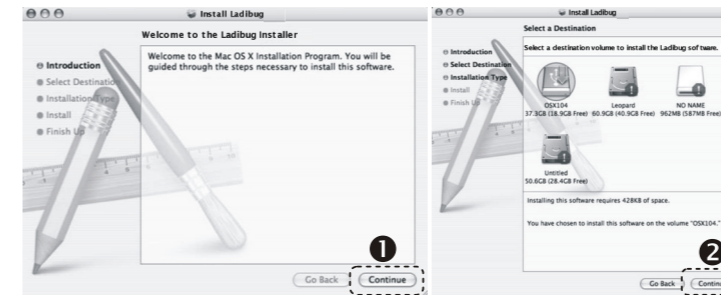 Install Ladibug
Welcome to the Ladibug Installer
Introduction
Select Destination
Installation Type
Install
Finish Up
Welcome to the Mac OS X Installation Program. You will be
guided through the steps necessary to install this software.
1
Go Back
Continue
Install Ladibug
Select a Destination
Introduction
Select Destination
Installation Type
Install
Finish Up
Select a destination volume to install the Ladibug software.
OSX104
37.3GB (18.9GB Free)
Leopard
60.9GB (40.9GB Free)
NO NAME
962MB (587MB Free)
Untitled
50.6GB (28.4GB Free)
Installing this software requires 428KB of space.
You have chosen to install this software on the volume "OSX104."
2
Go Back
Contin